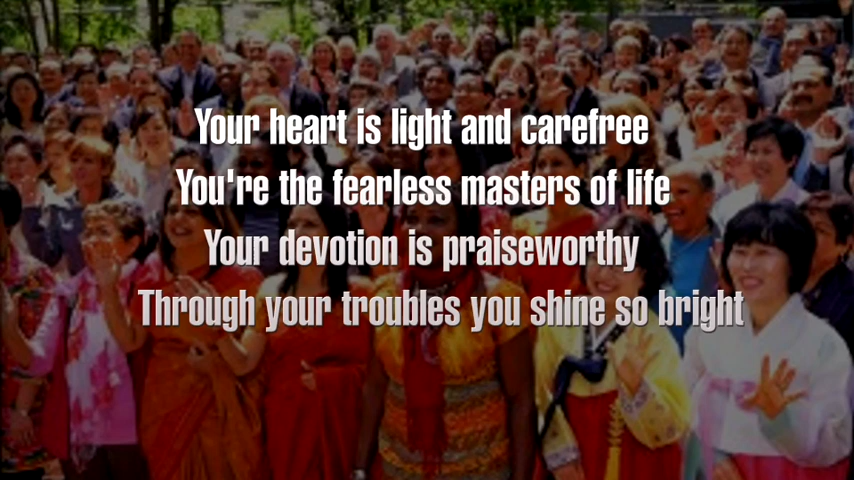 Your heart is light and carefree
You're the fearless masters of life
Your devotion is praiseworthy
Through your troubles you shine so bright